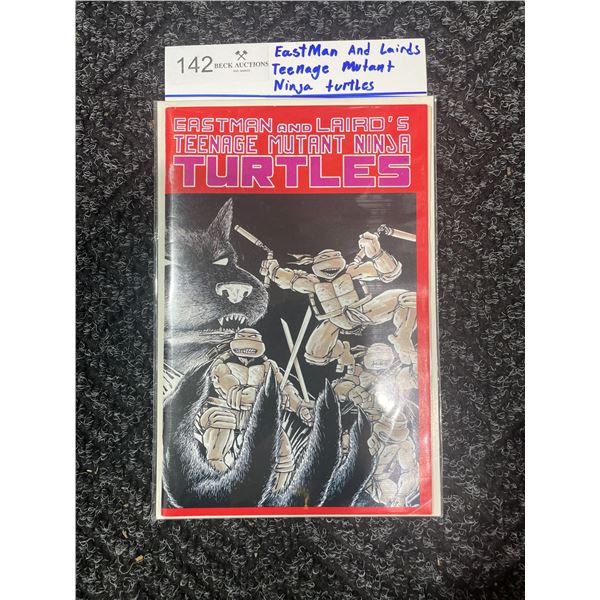 142
BECK AUCTIONS
EastMan And Lairds
Teenage Mutant
Ninja turtles
EASTMAN AND LAIRD'S
TEENAGE MUTANT NINJA
TURTLES